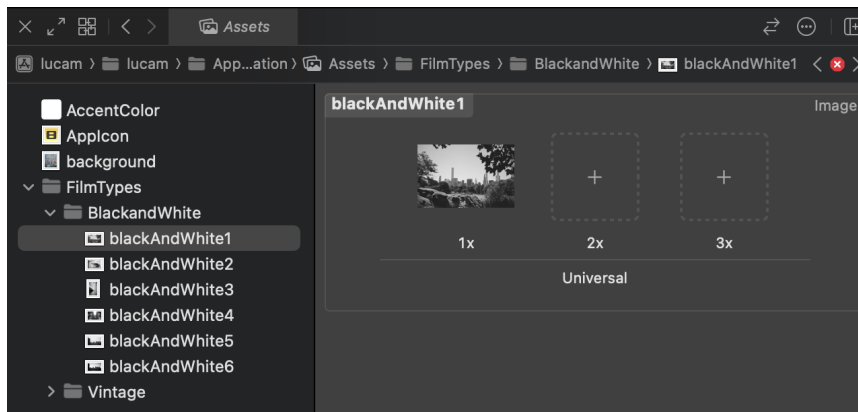 Assets
lucam > lucam > App...ation > Assets > FilmTypes > BlackandWhite > blackAndWhite1
AccentColor
AppIcon
background
FilmTypes
BlackandWhite
blackAndWhite1
blackAndWhite2
blackAndWhite3
blackAndWhite4
blackAndWhite5
blackAndWhite6
Vintage
blackAndWhite1
Image
1x 2x 3x
Universal